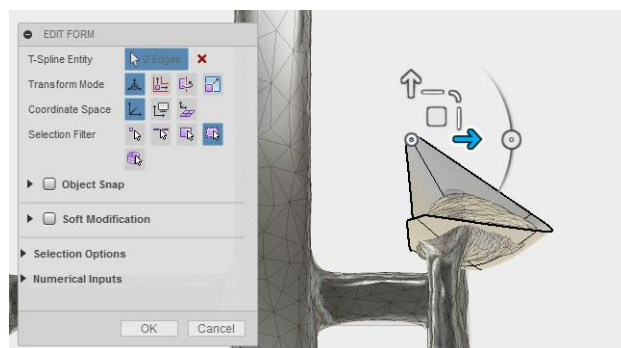 EDIT FORM
T-Spline Entity 2 Edges
Transform Mode
Coordinate Space
Selection Filter
Object Snap
Soft Modification
Selection Options
Numerical Inputs
OK Cancel